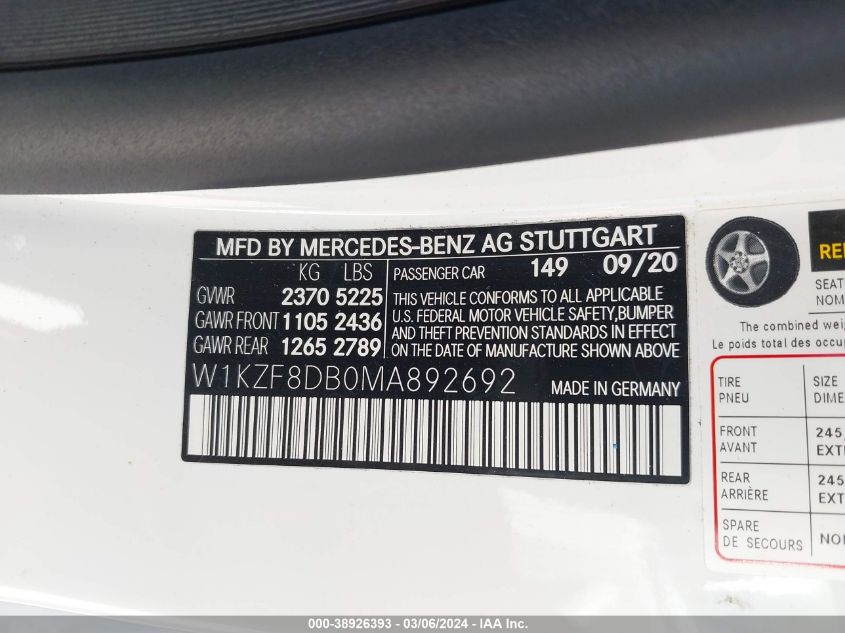 MFD BY MERCEDES-BENZ AG STUTTGART
KG LBS
GVWR 2370 5225
GAWR FRONT 1105 2436
GAWR REAR 1265 2789
PASSENGER CAR 149 09/20
THIS VEHICLE CONFORMS TO ALL APPLICABLE
U.S. FEDERAL MOTOR VEHICLE SAFETY,BUMPER
AND THEFT PREVENTION STANDARDS IN EFFECT
ON THE DATE OF MANUFACTURE SHOWN ABOVE
W1KZF8DB0MA892692
MADE IN GERMANY
SEAT
The combined
Le poids total des
TIRE
PNEU
SIZE
FRONT
AVANT
245
REAR
ARRIÈRE
245
SPARE
DE SECOURS
000-38926393 - 03/06/2024 - IAA Inc.